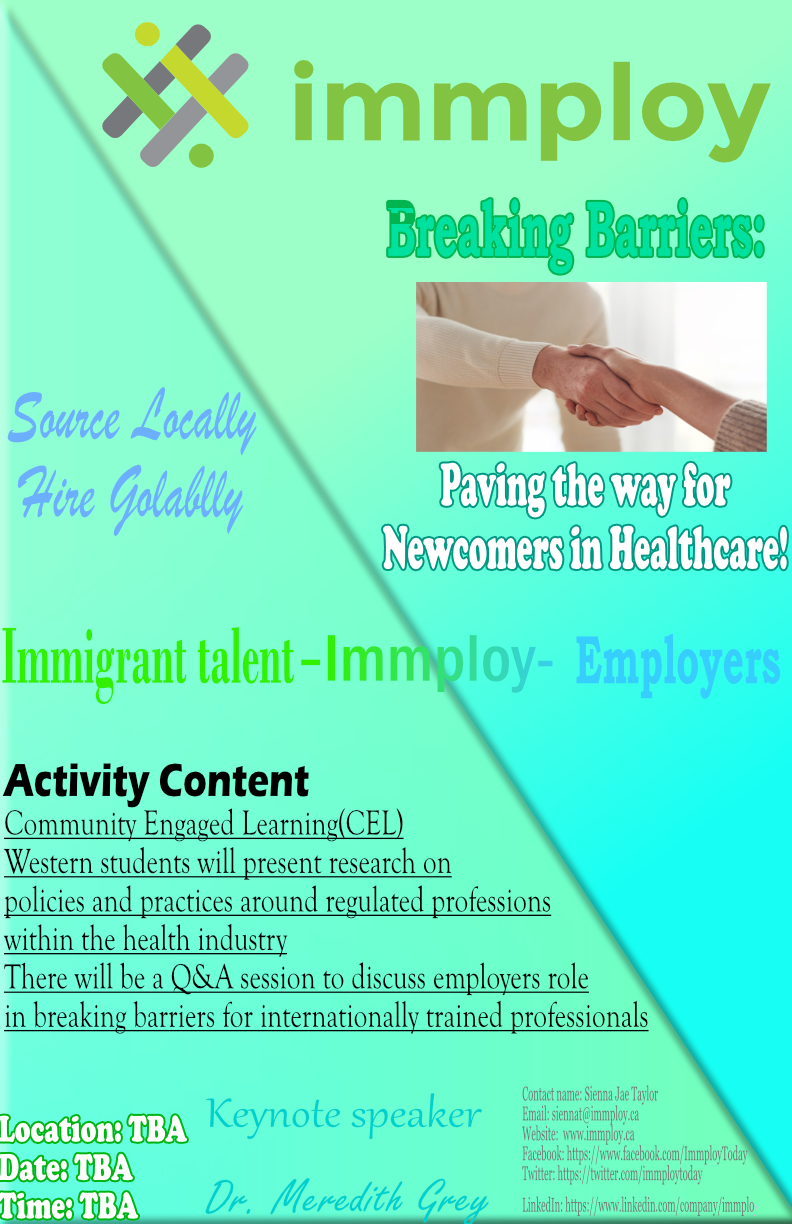 immploy
Breaking Barriers:
Source Locally
Hire Golablly
Paving the way for
Newcomers in Healthcare!
Immigrant talent -Immploy- Employers
Activity Content
Community Engaged Learning(CEL)
Western students will present research on
policies and practices around regulated professions
within the health industry
There will be a Q&A session to discuss employers role
in breaking barriers for internationally trained professionals
Location: TBA
Date: TBA
Time: TBA
Keynote speaker
Dr. Meredith Grey
Contact name: Sienna Jae Taylor
Email: siennat@immploy.ca
Website: www.immploy.ca
Facebook: https://www.facebook.com/ImmployToday
Twitter: https://twitter.com/immploytoday
LinkedIn: https://www.linkedin.com/company/immplo